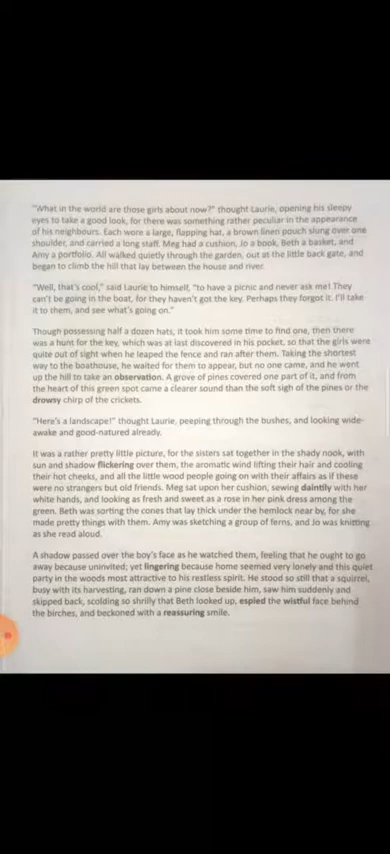 "What in the world are those girls about now?" thought Laurie, opening his sleepy
eyes to take a good look, for there was something rather peculiar in the appearance
of his neighbours. Each wore a large, flapping hat, a brown linen pouch slung over one
shoulder, and carried a long staff. Meg had a cushion, Jo a book, Beth a basket, and
Amy a portfolio. All walked quietly through the garden, out at the little back gate, and
began to climb the hill that lay between the house and river.
"Well, that's cool," said Laurie to himself, "to have a picnic and never ask me! They
can't be going in the boat, for they haven't got the key. Perhaps they forgot it. I'll take
it to them, and see what's going on."
Though possessing half a dozen hats, it took him some time to find one, then there
was a hunt for the key, which was at last discovered in his pocket, so that the girls were
quite out of sight when he leaped the fence and ran after them. Taking the shortest
way to the boathouse, he waited for them to appear, but no one came, and he went
up the hill to take an observation. A grove of pines covered one part of it, and from
the heart of this green spot came a clearer sound than the soft sigh of the pines or the
drowsy chirp of the crickets.
"Here's a landscape!" thought Laurie, peeping through the bushes, and looking wide-
awake and good-natured already.
It was a rather pretty little picture, for the sisters sat together in the shady nook, with
sun and shadow flickering over them, the aromatic wind lifting their hair and cooling
their hot cheeks, and all the little wood people going on with their affairs as if these
were no strangers but old friends. Meg sat upon her cushion, sewing daintily with her
white hands, and looking as fresh and sweet as a rose in her pink dress among the
green. Beth was sorting the cones that lay thick under the hemlock near by, for she
made pretty things with them. Amy was sketching a group of ferns, and Jo was knitting
as she read aloud.
A shadow passed over the boy's face as he watched them, feeling that he ought to go
away because uninvited; yet lingering because home seemed very lonely and this quiet
party in the woods most attractive to his restless spirit. He stood so still that a squirrel,
busy with its harvesting, ran down a pine close beside him, saw him suddenly and
skipped back, scolding so shrilly that Beth looked up, espied the wistful face behind
the birches, and beckoned with a reassuring smile.